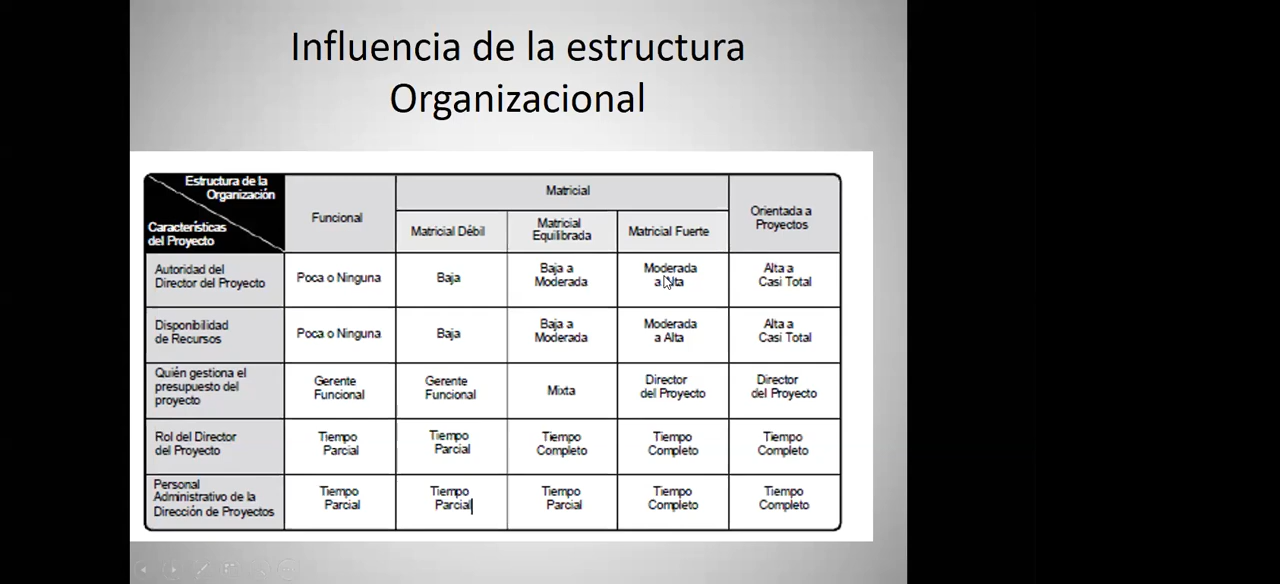 Influencia de la estructura
Organizacional
Estructura de la
Organización
Características
del Proyecto
Funcional
Matricial
Matricial Débil
Matricial
Equilibrada
Matricial Fuerte
Orientada a
Proyectos
Autoridad del
Director del Proyecto
Poca o Ninguna
Baja
Baja a
Moderada
Moderada
a Alta
Alta a
Casi Total
Disponibilidad
de Recursos
Poca o Ninguna
Baja
Baja a
Moderada
Moderada
a Alta
Alta a
Casi Total
Quién gestiona el
presupuesto del
proyecto
Gerente
Funcional
Gerente
Funcional
Mixta
Director
del Proyecto
Director
del Proyecto
Rol del Director
del Proyecto
Tiempo
Parcial
Tiempo
Parcial
Tiempo
Completo
Tiempo
Completo
Tiempo
Completo
Personal
Administrativo de la
Dirección de Proyectos
Tiempo
Parcial
Tiempo
Parcial
Tiempo
Parcial
Tiempo
Completo
Tiempo
Completo